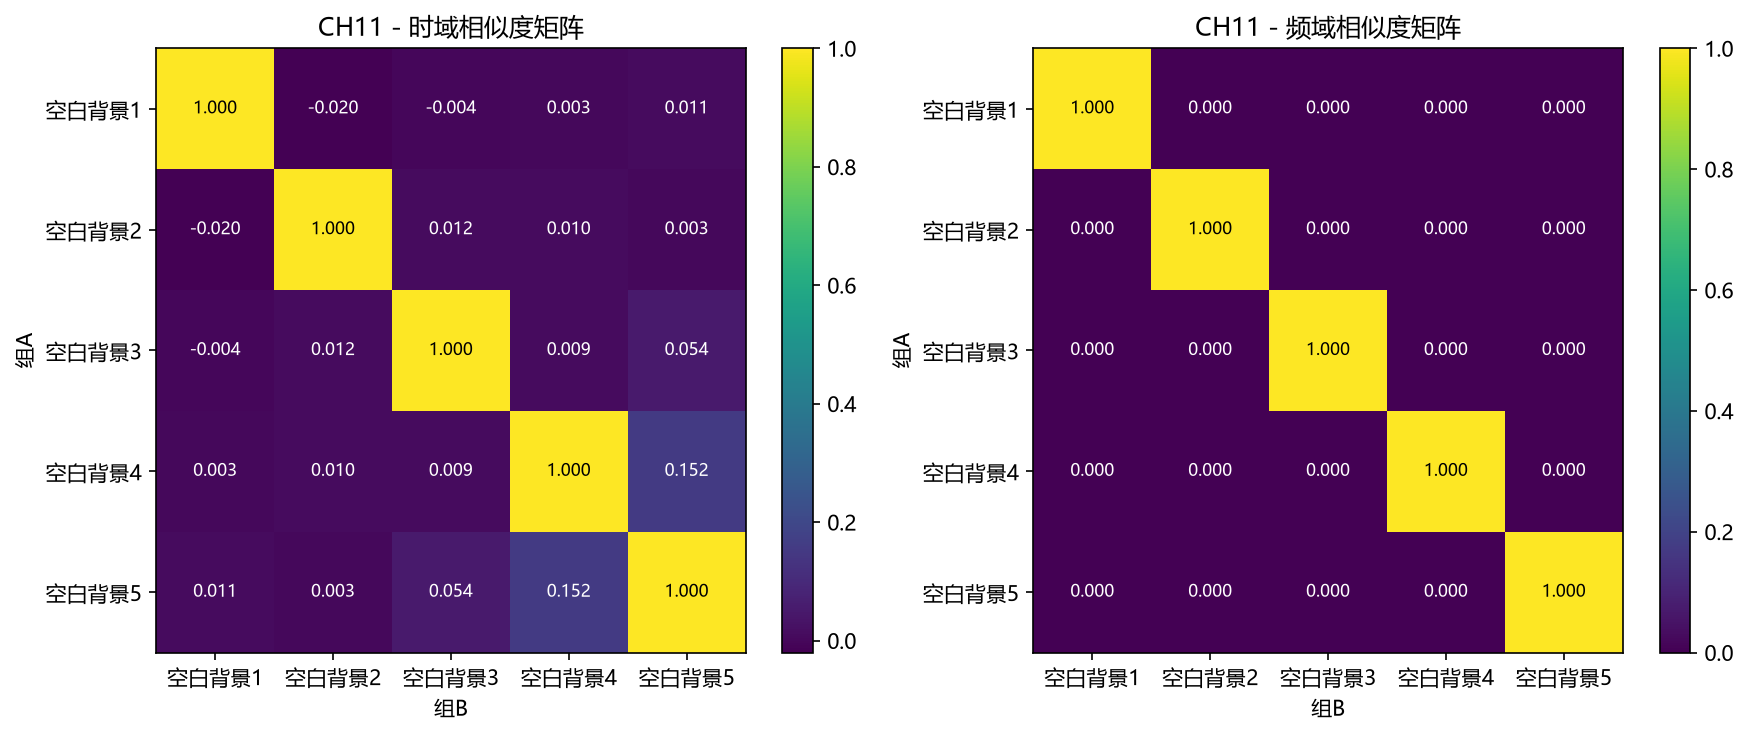 CH11 - 时域相似度矩阵
空白背景1 1.000 -0.020 -0.004 0.003 0.011
空白背景2 -0.020 1.000 0.012 0.010 0.003
空白背景3 -0.004 0.012 1.000 0.009 0.054
空白背景4 0.003 0.010 0.009 1.000 0.152
空白背景5 0.011 0.003 0.054 0.152 1.000
空白背景1 空白背景2 空白背景3 空白背景4 空白背景5
组A
组B
1.0
0.8
0.6
0.4
0.2
0.0
CH11 - 频域相似度矩阵
空白背景1 1.000 0.000 0.000 0.000 0.000
空白背景2 0.000 1.000 0.000 0.000 0.000
空白背景3 0.000 0.000 1.000 0.000 0.000
空白背景4 0.000 0.000 0.000 1.000 0.000
空白背景5 0.000 0.000 0.000 0.000 1.000
空白背景1 空白背景2 空白背景3 空白背景4 空白背景5
组A
组B
1.0
0.8
0.6
0.4
0.2
0.0